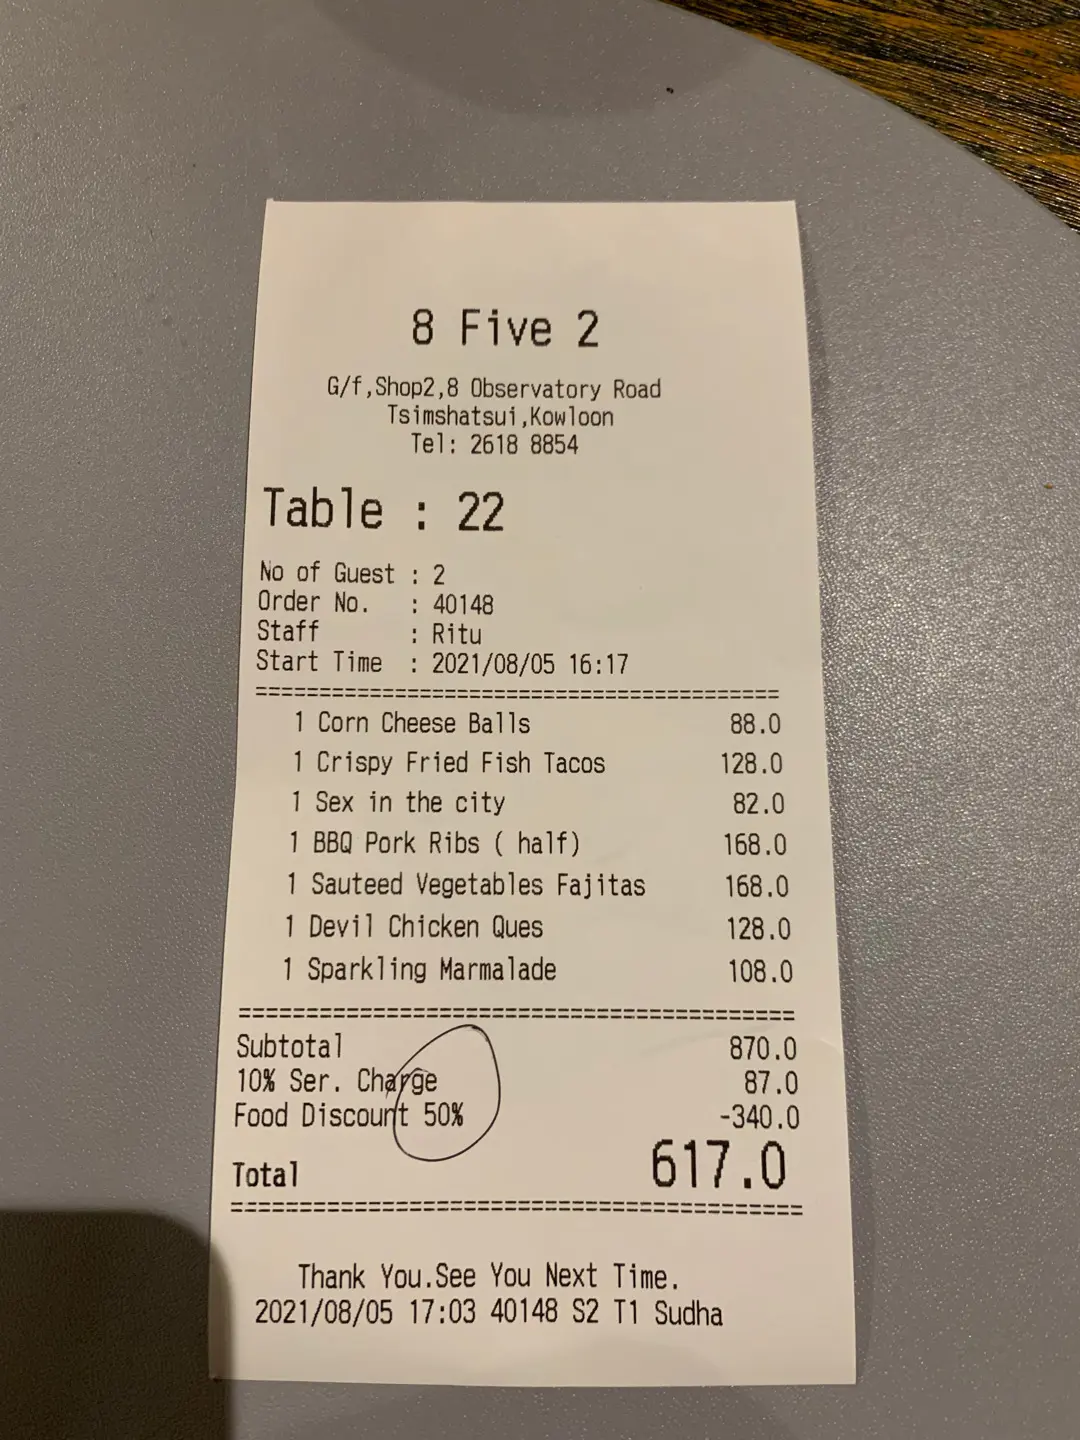 8 Five 2
G/f,Shop2,8 Observatory Road
Tsimshatsui,Kowloon
Tel: 2618 8854
Table : 22
No of Guest : 2
Order No. : 40148
Staff : Ritu
Start Time : 2021/08/05 16:17
1 Corn Cheese Balls 88.0
1 Crispy Fried Fish Tacos 128.0
1 Sex in the city 82.0
1 BBQ Pork Ribs ( half) 168.0
1 Sauteed Vegetables Fajitas 168.0
1 Devil Chicken Ques 128.0
1 Sparkling Marmalade 108.0
Subtotal 870.0
10% Ser. Charge 87.0
Food Discount 50% -340.0
Total 617.0
Thank You.See You Next Time.
2021/08/05 17:03 40148 S2 T1 Sudha